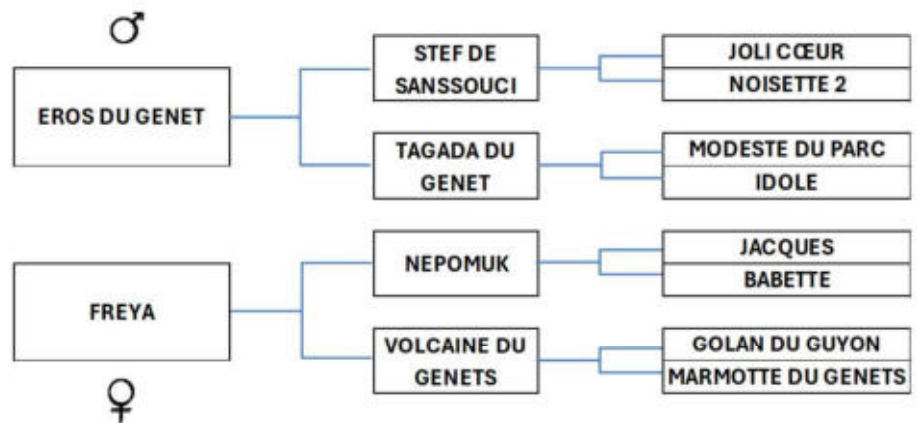 EROS DU GENET
STEF DE
SANSSOUCI
JOLI CŒUR
NOISETTE 2
TAGADA DU
GENET
MODESTE DU PARC
IDOLE
FREYA
NEPOMUK
JACQUES
BABETTE
VOLCAINE DU
GENETS
GOLAN DU GUYON
MARMOTTE DU GENETS